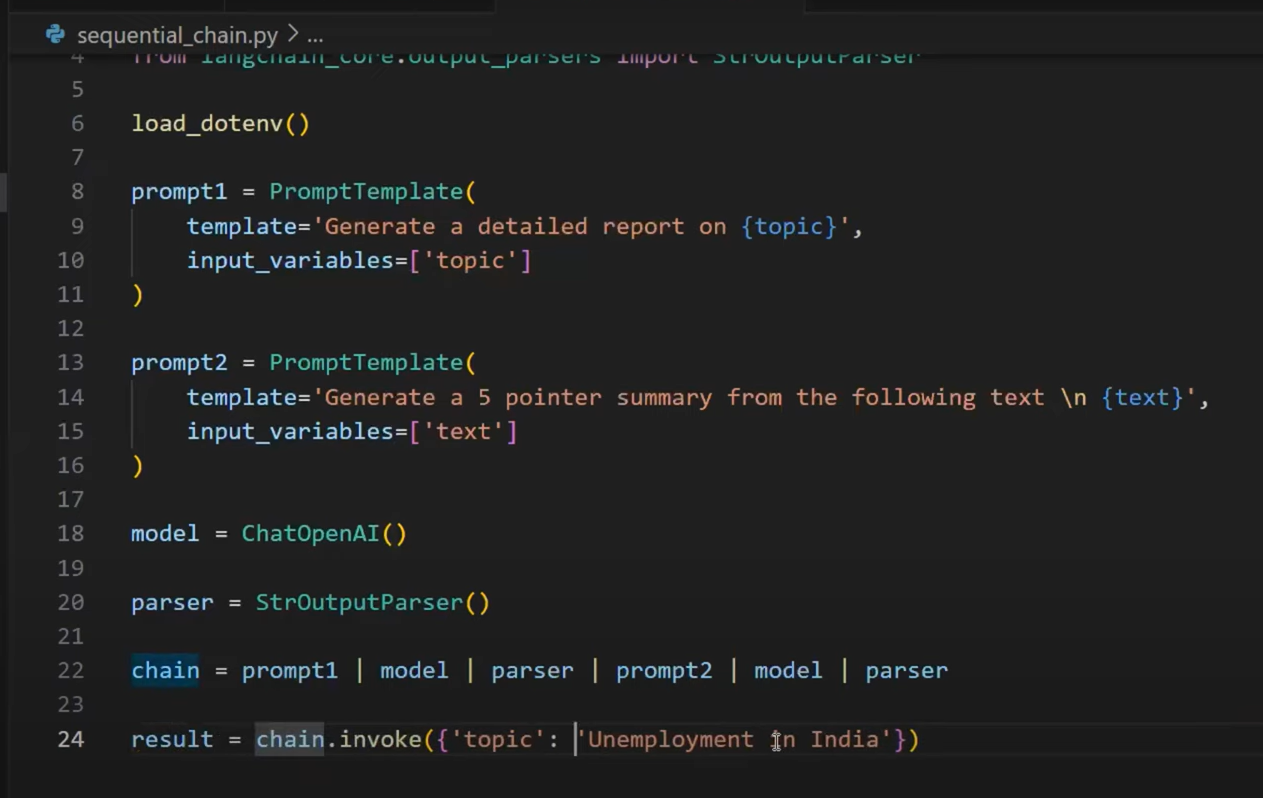 sequential_chain.py > ...
4 from langchain_core.output_parsers import StrOutputParser
5
6 load_dotenv()
7
8 prompt1 = PromptTemplate(
9     template='Generate a detailed report on {topic}',
10     input_variables=['topic']
11 )
12
13 prompt2 = PromptTemplate(
14     template='Generate a 5 pointer summary from the following text \n {text}',
15     input_variables=['text']
16 )
17
18 model = ChatOpenAI()
19
20 parser = StrOutputParser()
21
22 chain = prompt1 | model | parser | prompt2 | model | parser
23
24 result = chain.invoke({'topic': 'Unemployment in India'})